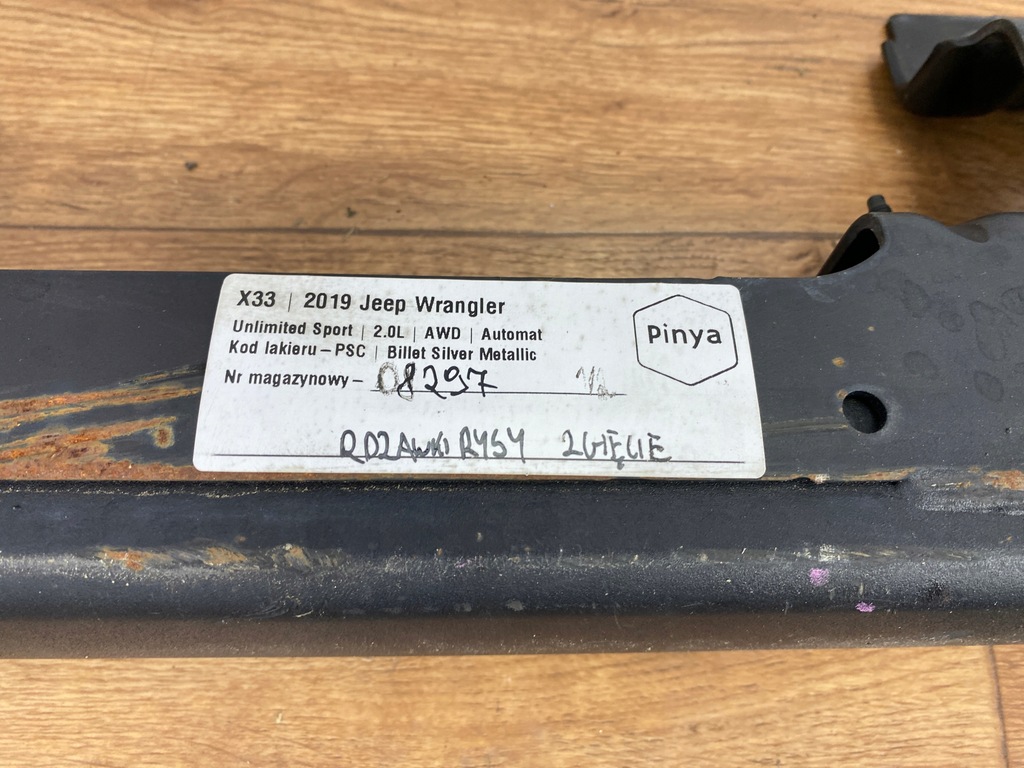 X33 | 2019 Jeep Wrangler
Unlimited Sport | 2.0L | AWD | Automat
Kod lakieru – PSC | Billet Silver Metallic
Nr magazynowy – 08297
RDZAWKI RYSY ZGIĘCIE
Pinya